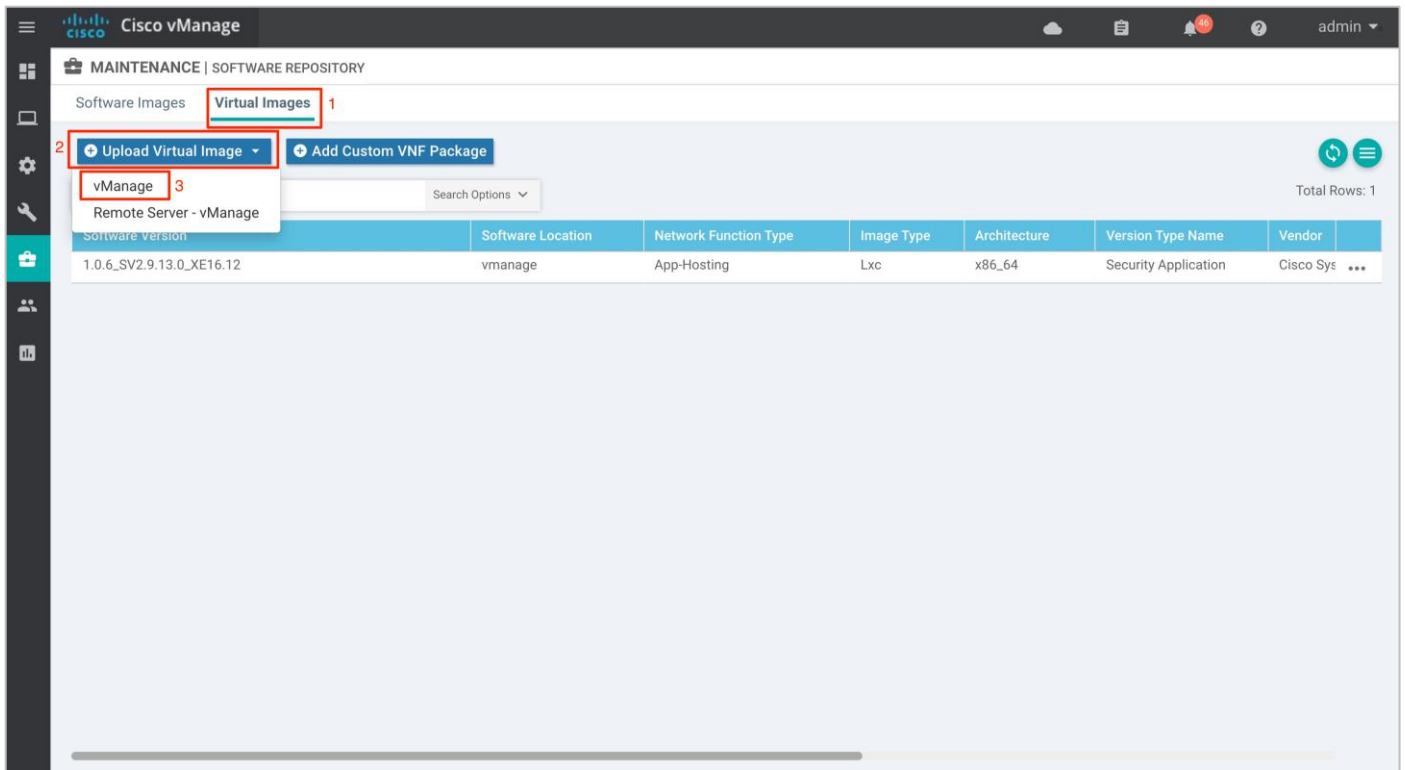 cisco Cisco vManage 46 admin
MAINTENANCE | SOFTWARE REPOSITORY
Software Images Virtual Images 1
2 Upload Virtual Image Add Custom VNF Package
vManage 3 Search Options Total Rows: 1
Remote Server - vManage
Software Version Software Location Network Function Type Image Type Architecture Version Type Name Vendor
1.0.6_SV2.9.13.0_XE16.12 vmanage App-Hosting Lxc x86_64 Security Application Cisco Sys